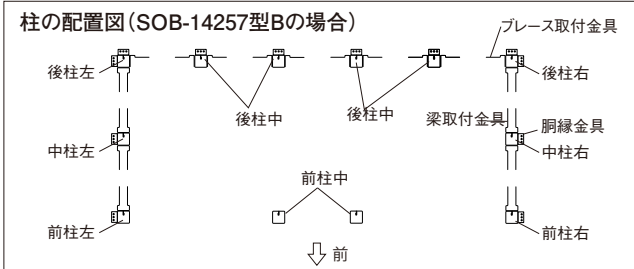 柱の配置図(SOB-14257型Bの場合)
ブレース取付金具
後柱左
後柱右
後柱中
後柱中
梁取付金具
胴縁金具
中柱左
中柱右
前柱中
前柱左
前柱右
前